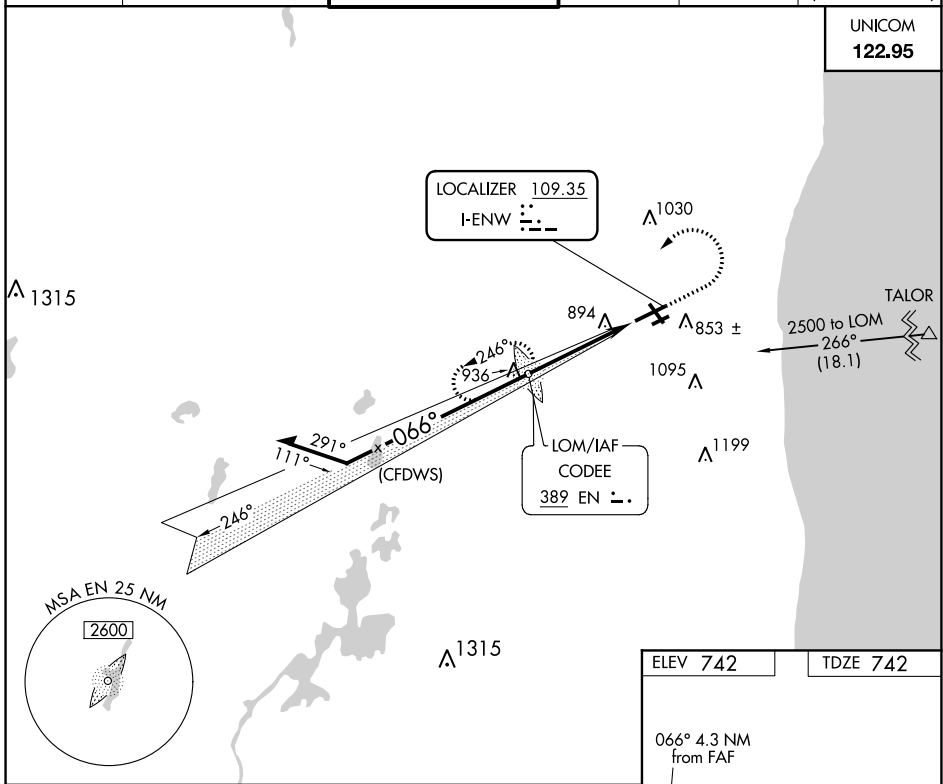 UNICOM
122.95
LOCALIZER 109.35
I-ENW
1030
1315
894
853 ±
TALOR
2500 to LOM
266°
(18.1)
246°
936
1095
066°
291°
111°
(CFDWS)
LOM/IAF
CODEE
389 EN
1199
246°
MSA EN 25 NM
2600
1315
ELEV 742
TDZE 742
066° 4.3 NM
from FAF